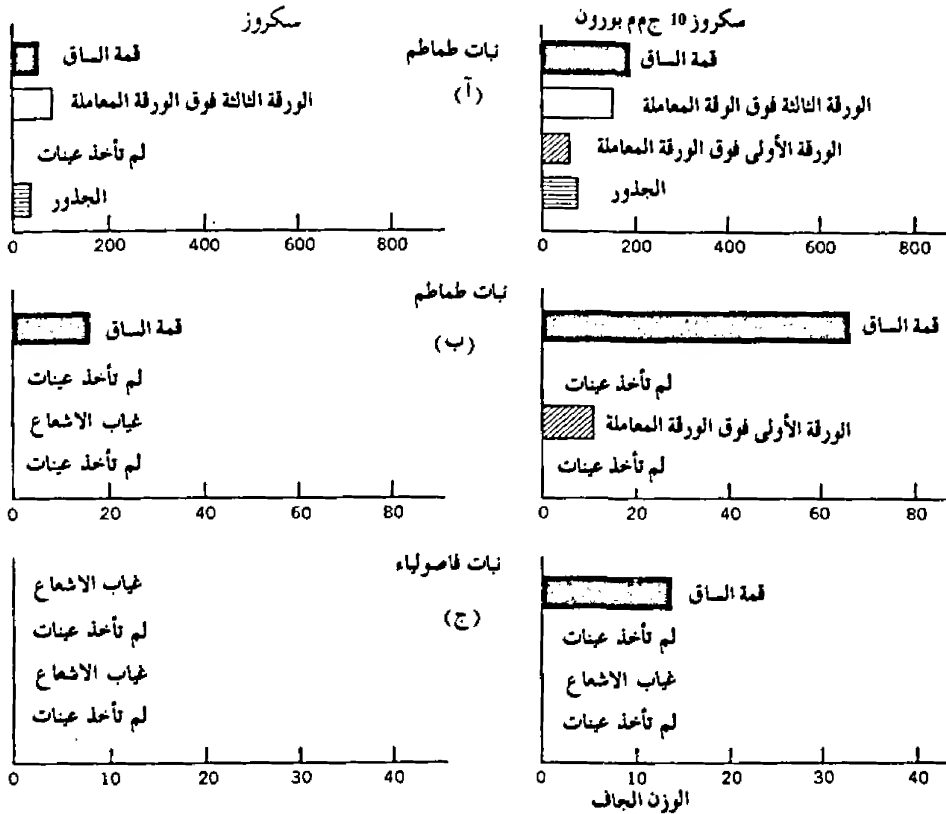 سكروز
سكروز 10 ج م م بورون
نبات طماطم
(أ)
قمة الساق
الورقة الثالثة فوق الورقة المعاملة
لم تأخذ عينات
الجذور
0 200 400 600 800
قمة الساق
الورقة الثالثة فوق الورقة المعاملة
الورقة الأولى فوق الورقة المعاملة
الجذور
0 200 400 600 800
نبات طماطم
(ب)
قمة الساق
لم تأخذ عينات
غياب الاشعاع
لم تأخذ عينات
0 20 40 60 80
قمة الساق
لم تأخذ عينات
الورقة الأولى فوق الورقة المعاملة
لم تأخذ عينات
0 20 40 60 80
نبات فاصولياء
(ج)
غياب الاشعاع
لم تأخذ عينات
غياب الاشعاع
لم تأخذ عينات
0 10 20 30 40
قمة الساق
لم تأخذ عينات
غياب الاشعاع
لم تأخذ عينات
0 20 30 40
الوزن الجاف